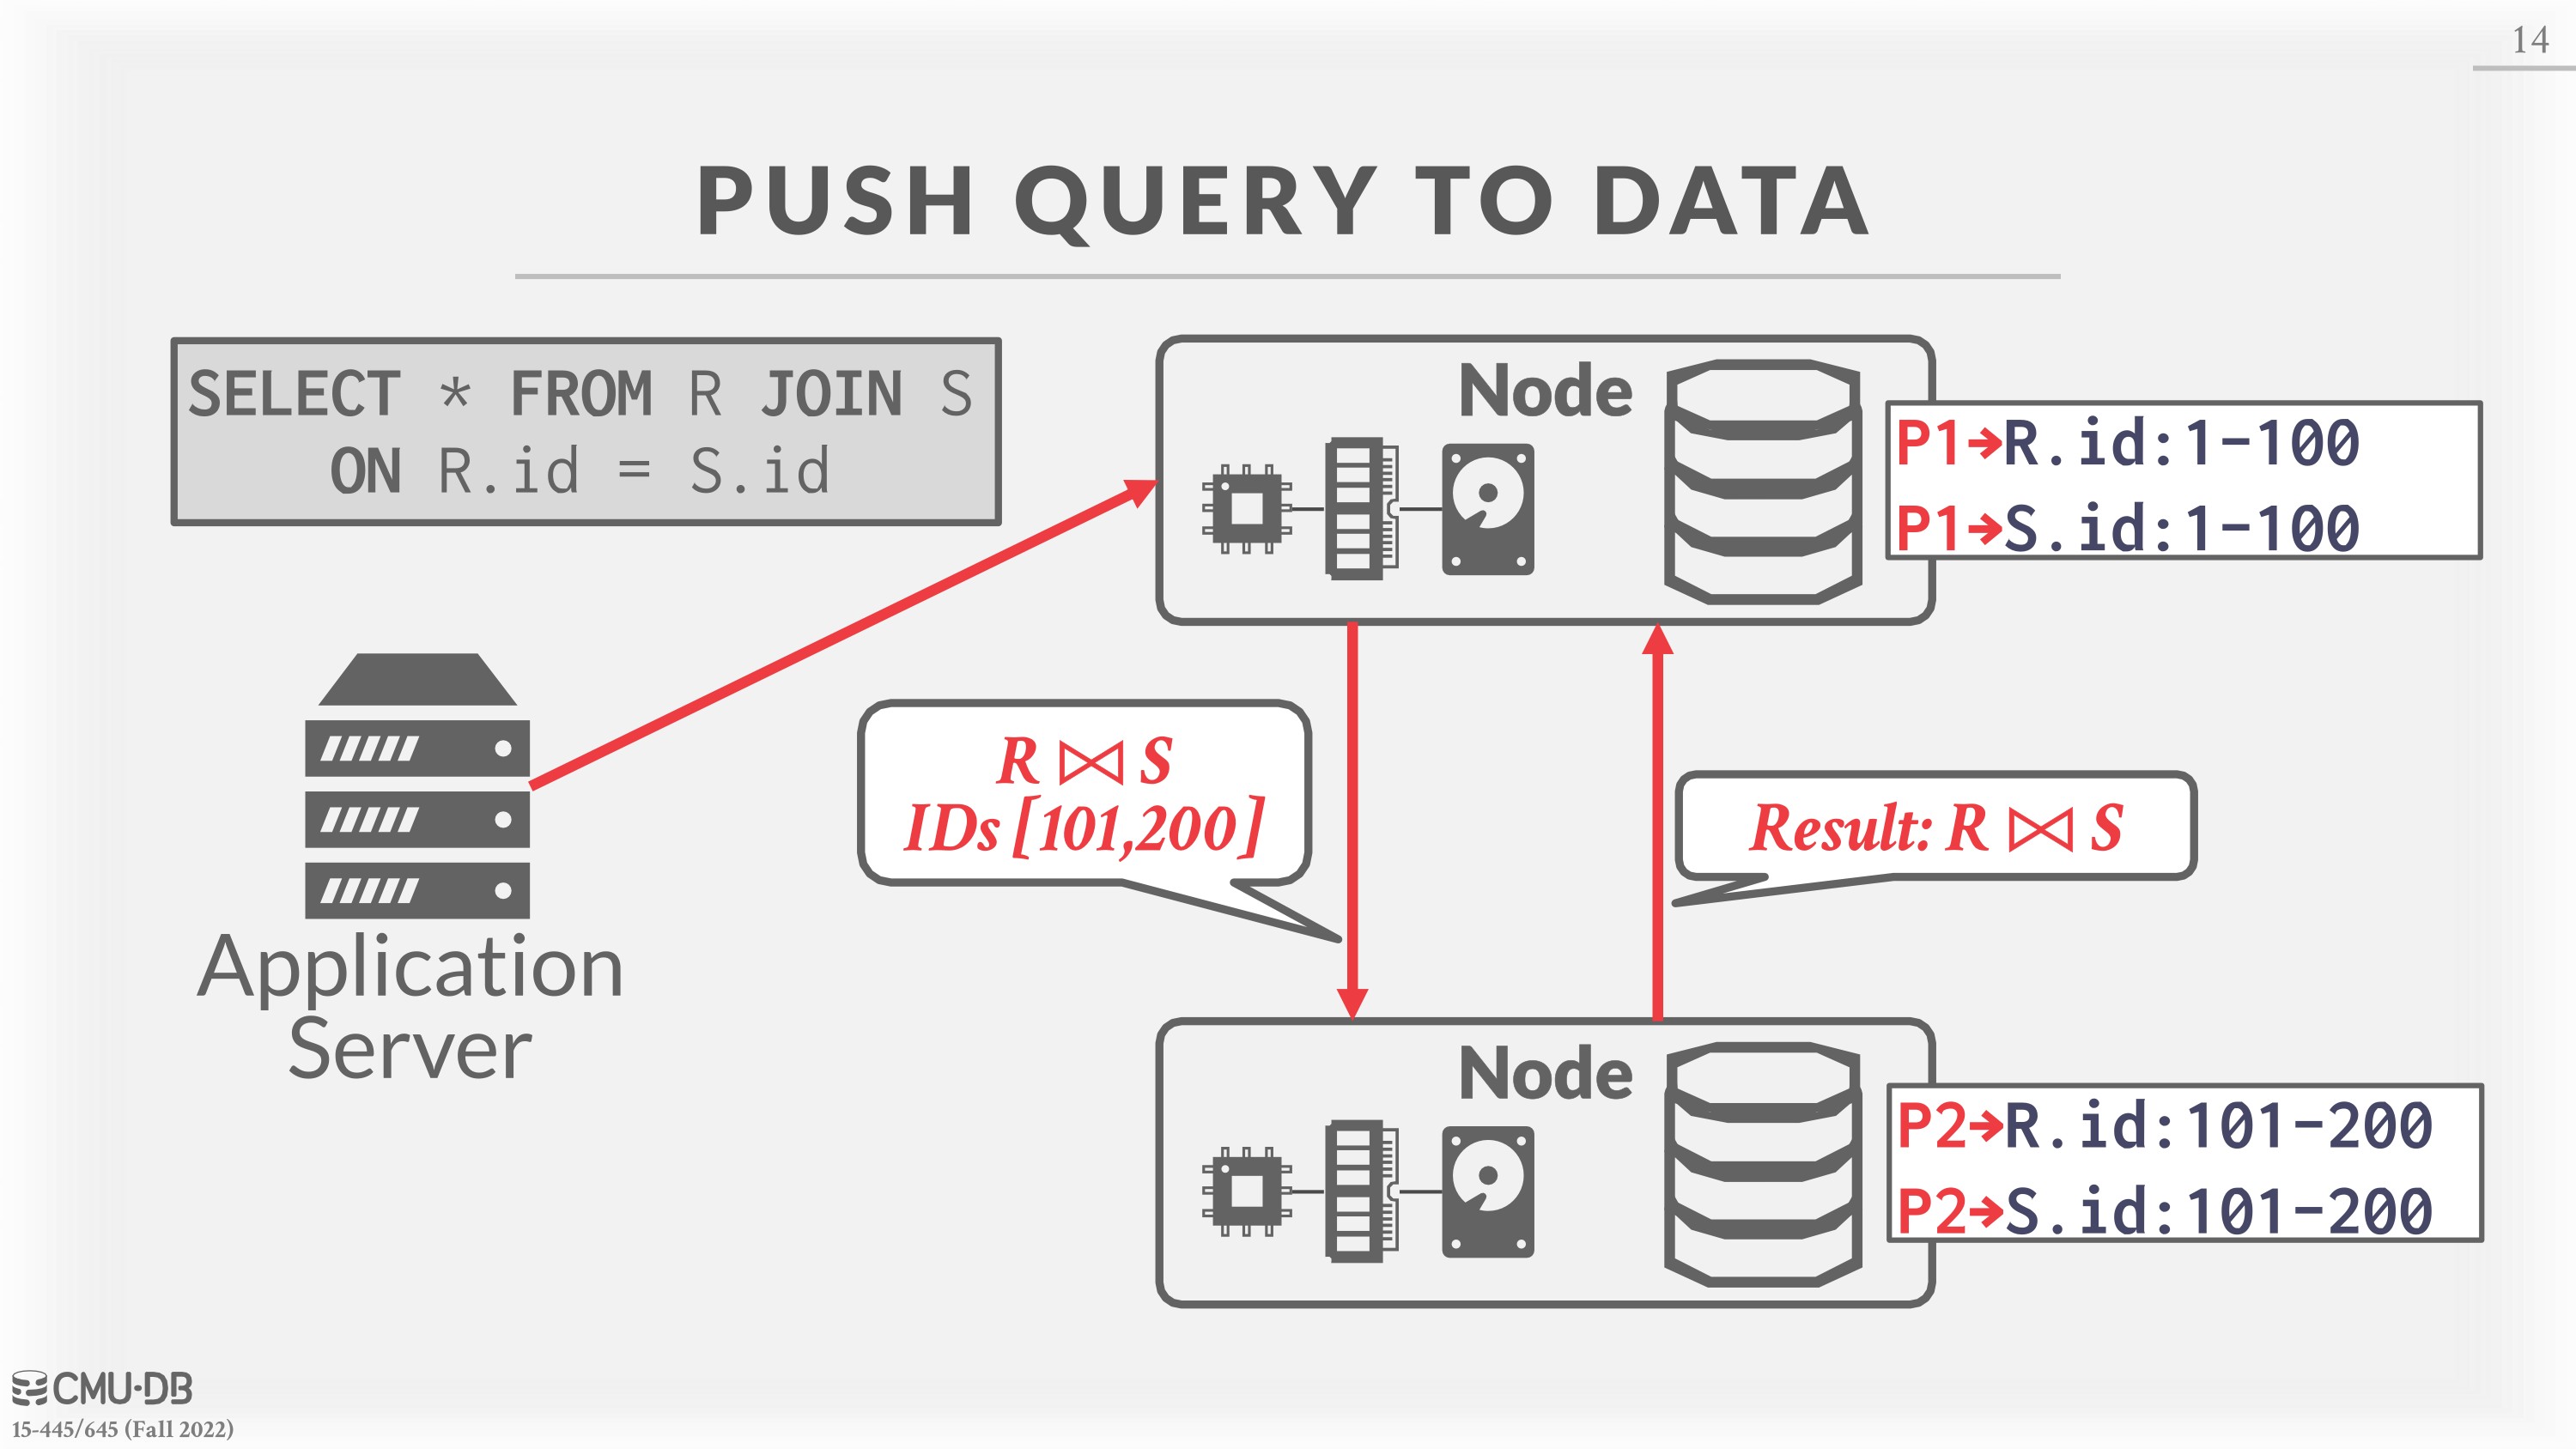 14
PUSH QUERY TO DATA
SELECT * FROM R JOIN S
ON R.id = S.id
Node
P1→R.id:1-100
P1→S.id:1-100
R ⋈ S
IDs [101,200]
Result: R ⋈ S
Application
Server
Node
P2→R.id:101-200
P2→S.id:101-200
CMU·DB
15-445/645 (Fall 2022)